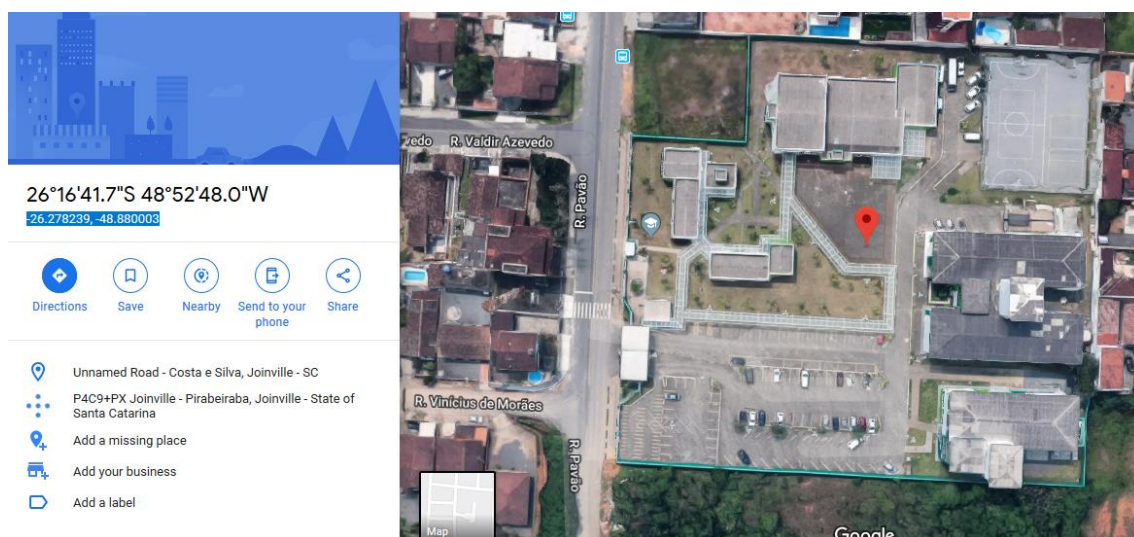 26°16'41.7"S 48°52'48.0"W
-26.278239, -48.880003
Directions
Save
Nearby
Send to your
phone
Share
Unnamed Road - Costa e Silva, Joinville - SC
P4C9+PX Joinville - Pirabeiraba, Joinville - State of
Santa Catarina
Add a missing place
Add your business
Add a label
R. Valdir Azevedo
R. Pavão
R. Vinícius de Morães
R. Pavão
Map
Google